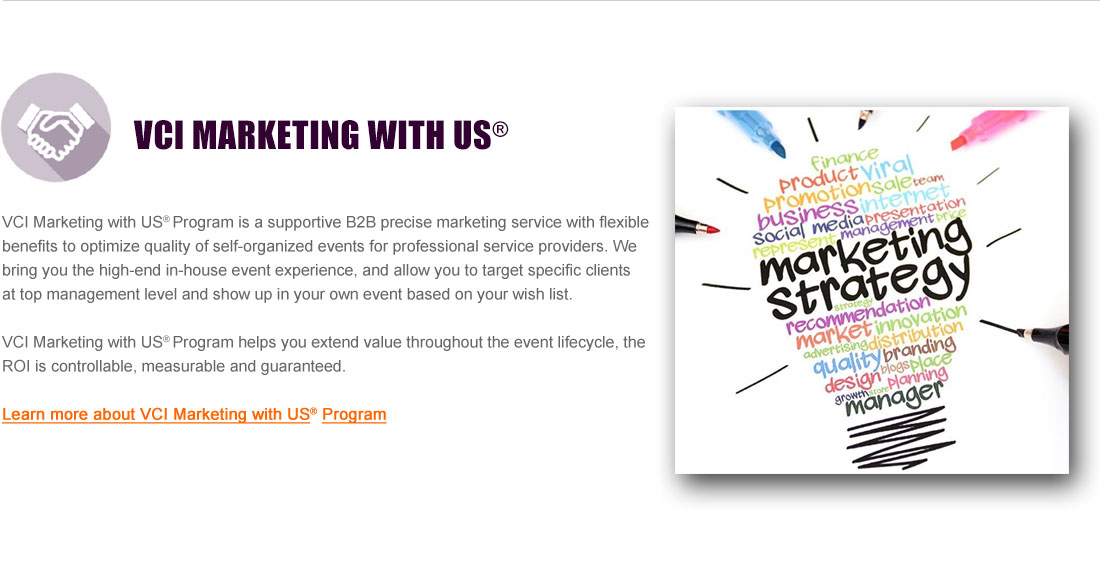 VCI MARKETING WITH US®
VCI Marketing with US® Program is a supportive B2B precise marketing service with flexible
benefits to optimize quality of self-organized events for professional service providers. We
bring you the high-end in-house event experience, and allow you to target specific clients
at top management level and show up in your own event based on your wish list.
VCI Marketing with US® Program helps you extend value throughout the event lifecycle, the
ROI is controllable, measurable and guaranteed.
Learn more about VCI Marketing with US® Program
finance
product viral
promotion sale team
business internet
social media presentation
represent management price
marketing
strategy
strategy
recommendation
market innovation
advertising distribution
quality branding
design blogs place
growth store planning
manager